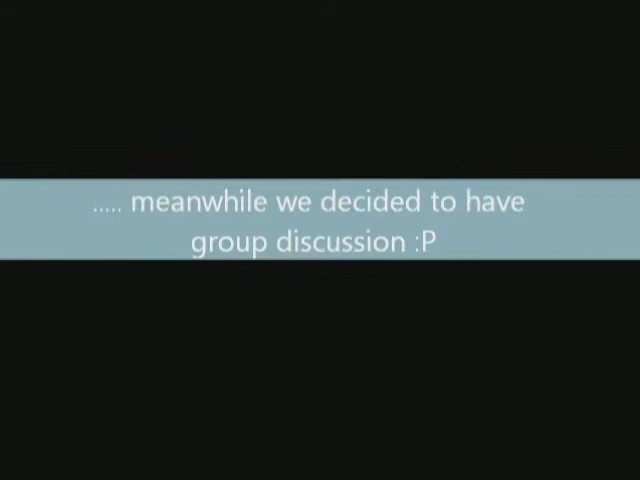 ..... meanwhile we decided to have
group discussion :P